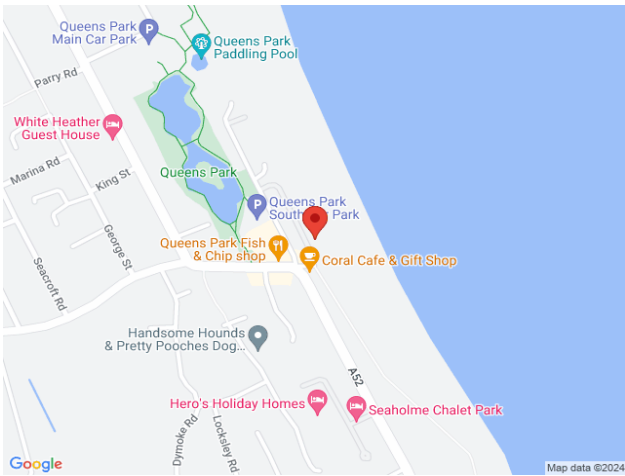 Queens Park
Main Car Park
Queens Park
Paddling Pool
Parry Rd
White Heather
Guest House
Marina Rd
King St
Queens Park
Queens Park
South
Park
George St
Seacroft Rd
Queens Park Fish
& Chip shop
Coral Cafe & Gift Shop
Handsome Hounds
& Pretty Pooches Dog...
A52
Hero's Holiday Homes
Seaholme Chalet Park
Dymoke Rd
Locksley Rd
Google
Map data ©2024